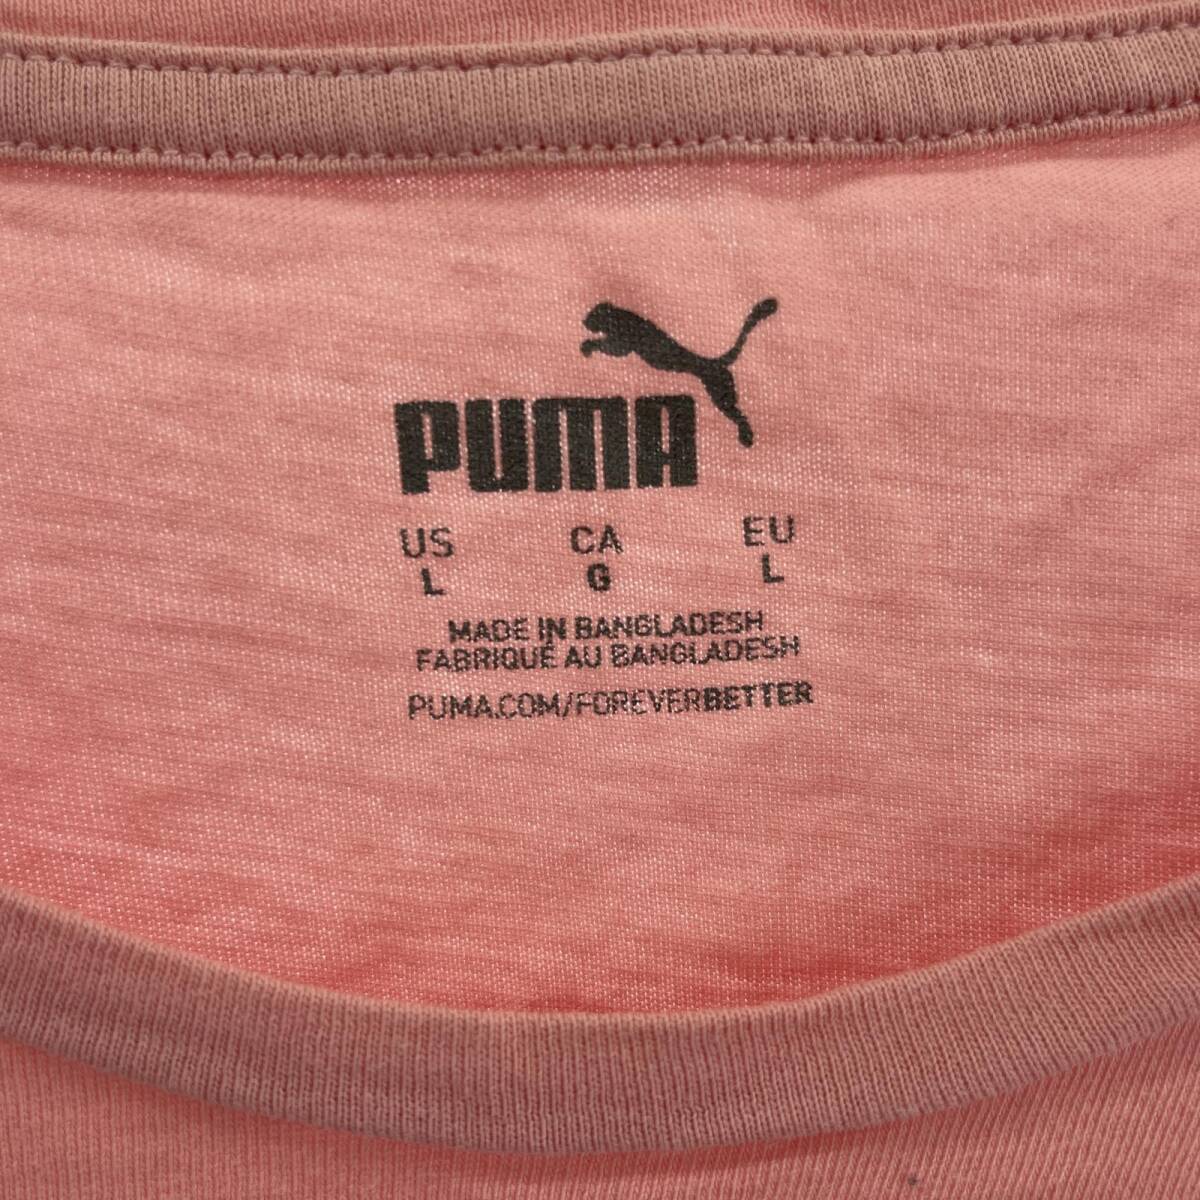 PUMA
US CA EU
L G L
MADE IN BANGLADESH
FABRIQUÉ AU BANGLADESH
PUMA.COM/FOREVERBETTER